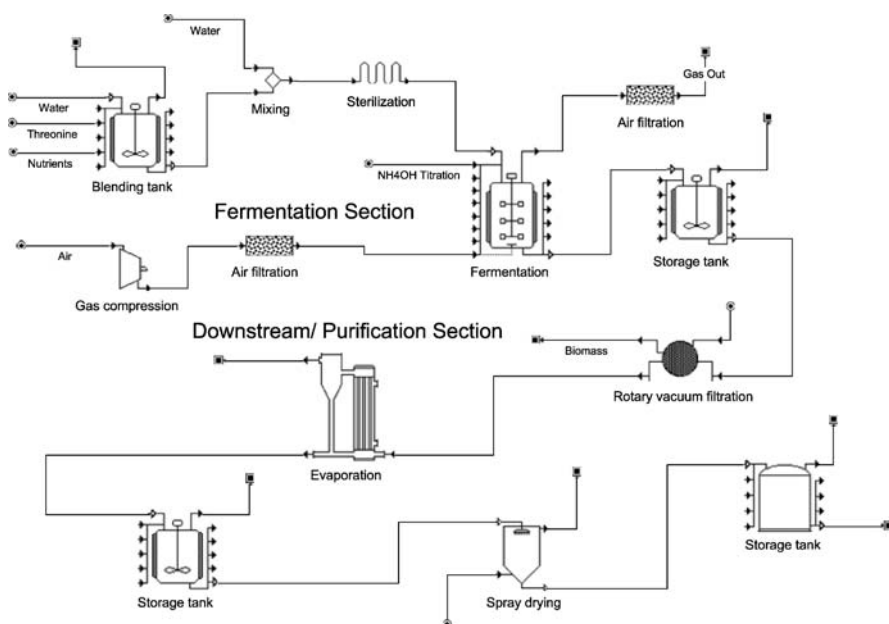 Water
Gas Out
Water
Mixing
Sterilization
Air filtration
Threonine
Nutrients
Blending tank
NH4OH Titration
Fermentation Section
Air
Air filtration
Fermentation
Storage tank
Gas compression
Downstream/ Purification Section
Biomass
Rotary vacuum filtration
Evaporation
Storage tank
Storage tank
Spray drying